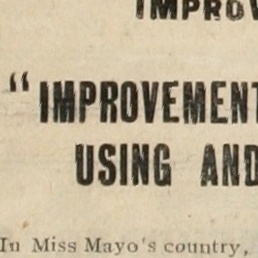 IMPROV
"IMPROVEMENT
USING AND
In Miss Mayo's country,